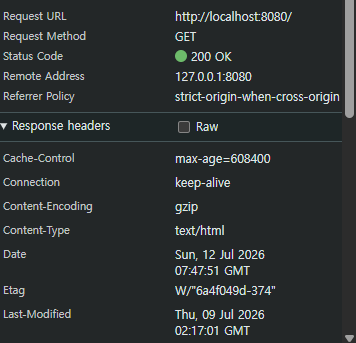 Request URL http://localhost:8080/
Request Method GET
Status Code 200 OK
Remote Address 127.0.0.1:8080
Referrer Policy strict-origin-when-cross-origin
Response headers Raw
Cache-Control max-age=608400
Connection keep-alive
Content-Encoding gzip
Content-Type text/html
Date Sun, 12 Jul 2026
07:47:51 GMT
Etag W/"6a4f049d-374"
Last-Modified Thu, 09 Jul 2026
02:17:01 GMT